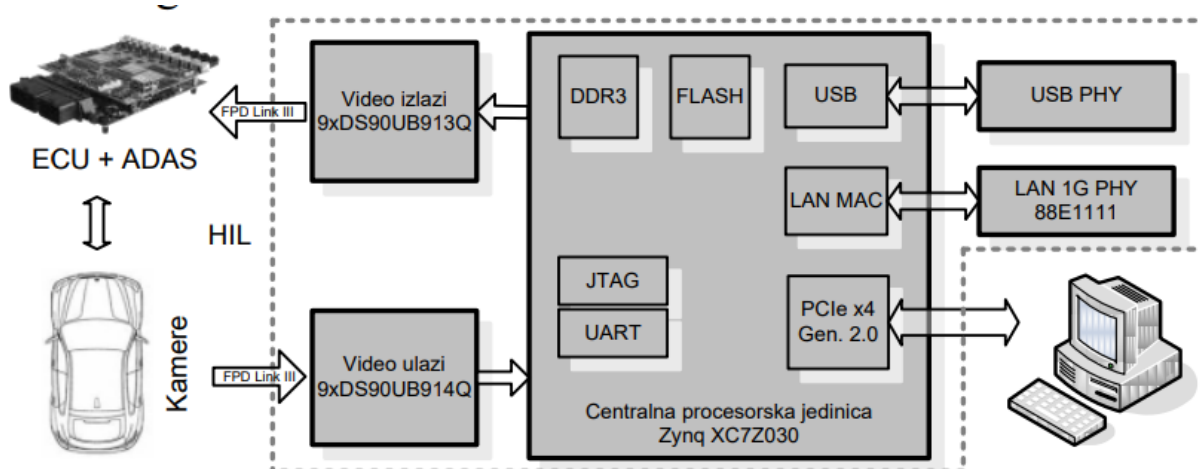 FPD Link III
Video izlazi
9xDS90UB913Q
DDR3
FLASH
USB
USB PHY
ECU + ADAS
LAN MAC
LAN 1G PHY
88E1111
HIL
JTAG
UART
PCIe x4
Gen. 2.0
Kamere
FPD Link III
Video ulazi
9xDS90UB914Q
Centralna procesorska jedinica
Zynq XC7Z030